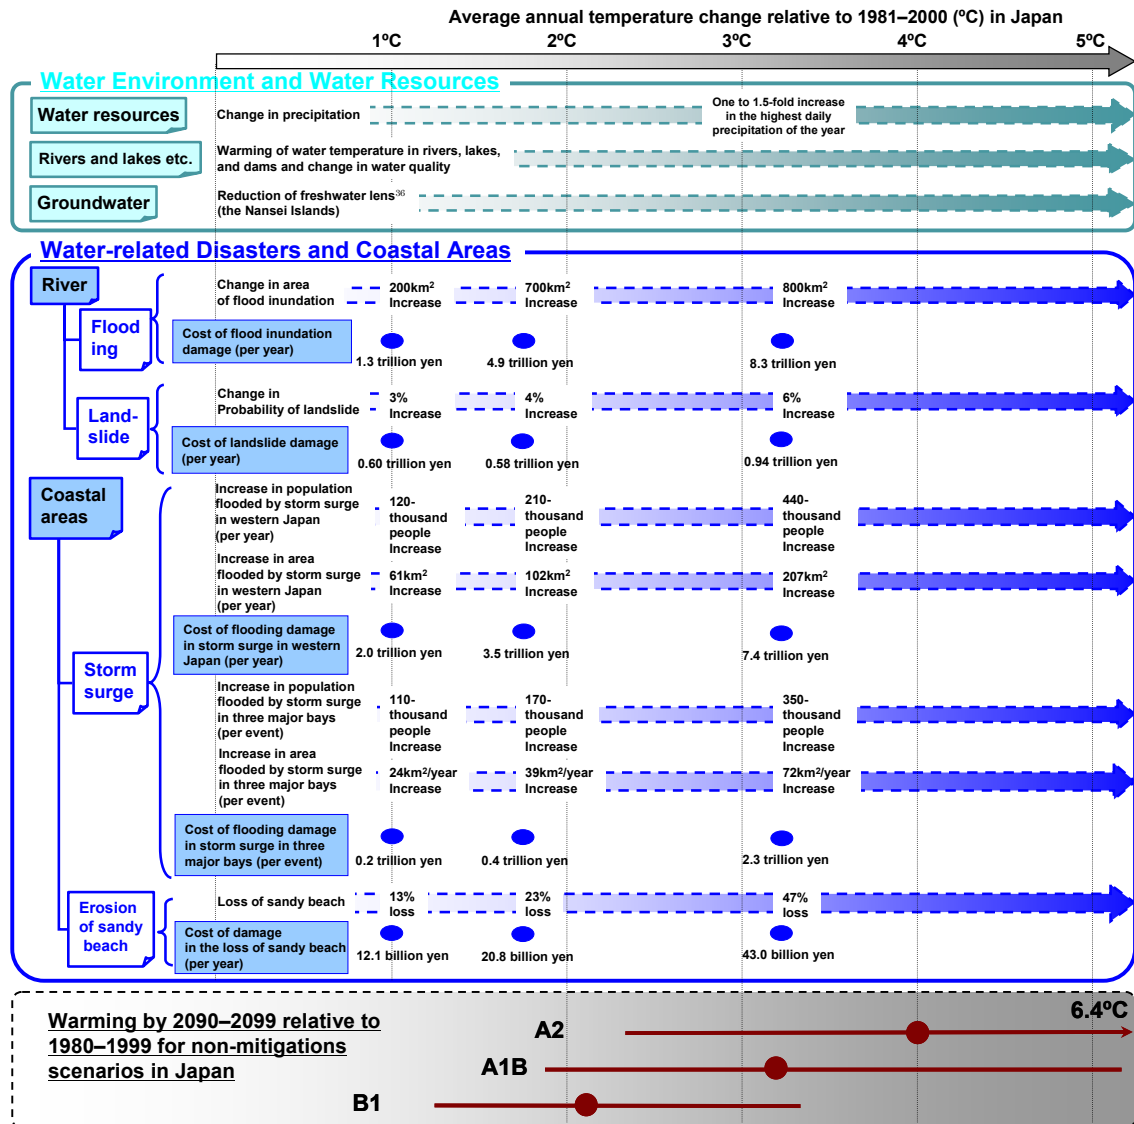 Average annual temperature change relative to 1981–2000 (ºC) in Japan
1ºC 2ºC 3ºC 4ºC 5ºC
Water Environment and Water Resources
Water resources
Change in precipitation
One to 1.5-fold increase
in the highest daily
precipitation of the year
Rivers and lakes etc.
Warming of water temperature in rivers, lakes,
and dams and change in water quality
Groundwater
Reduction of freshwater lens³⁶
(the Nansei Islands)
Water-related Disasters and Coastal Areas
River
Flood
ing
Change in area
of flood inundation
200km²
Increase
700km²
Increase
800km²
Increase
Cost of flood inundation
damage (per year)
1.3 trillion yen
4.9 trillion yen
8.3 trillion yen
Land-
slide
Change in
Probability of landslide
3%
Increase
4%
Increase
6%
Increase
Cost of landslide damage
(per year)
0.60 trillion yen
0.58 trillion yen
0.94 trillion yen
Coastal
areas
Storm
surge
Increase in population
flooded by storm surge
in western Japan
(per year)
120-
thousand
people
Increase
210-
thousand
people
Increase
440-
thousand
people
Increase
Increase in area
flooded by storm surge
in western Japan
(per year)
61km²
Increase
102km²
Increase
207km²
Increase
Cost of flooding damage
in storm surge in western
Japan (per year)
2.0 trillion yen
3.5 trillion yen
7.4 trillion yen
Increase in population
flooded by storm surge
in three major bays
(per event)
110-
thousand
people
Increase
170-
thousand
people
Increase
350-
thousand
people
Increase
Increase in area
flooded by storm surge
in three major bays
(per event)
24km²/year
Increase
39km²/year
Increase
72km²/year
Increase
Cost of flooding damage
in storm surge in three
major bays (per event)
0.2 trillion yen
0.4 trillion yen
2.3 trillion yen
Erosion
of sandy
beach
Loss of sandy beach
13%
loss
23%
loss
47%
loss
Cost of damage
in the loss of sandy beach
(per year)
12.1 billion yen
20.8 billion yen
43.0 billion yen
Warming by 2090–2099 relative to
1980–1999 for non-mitigations
scenarios in Japan
6.4ºC
A2
A1B
B1